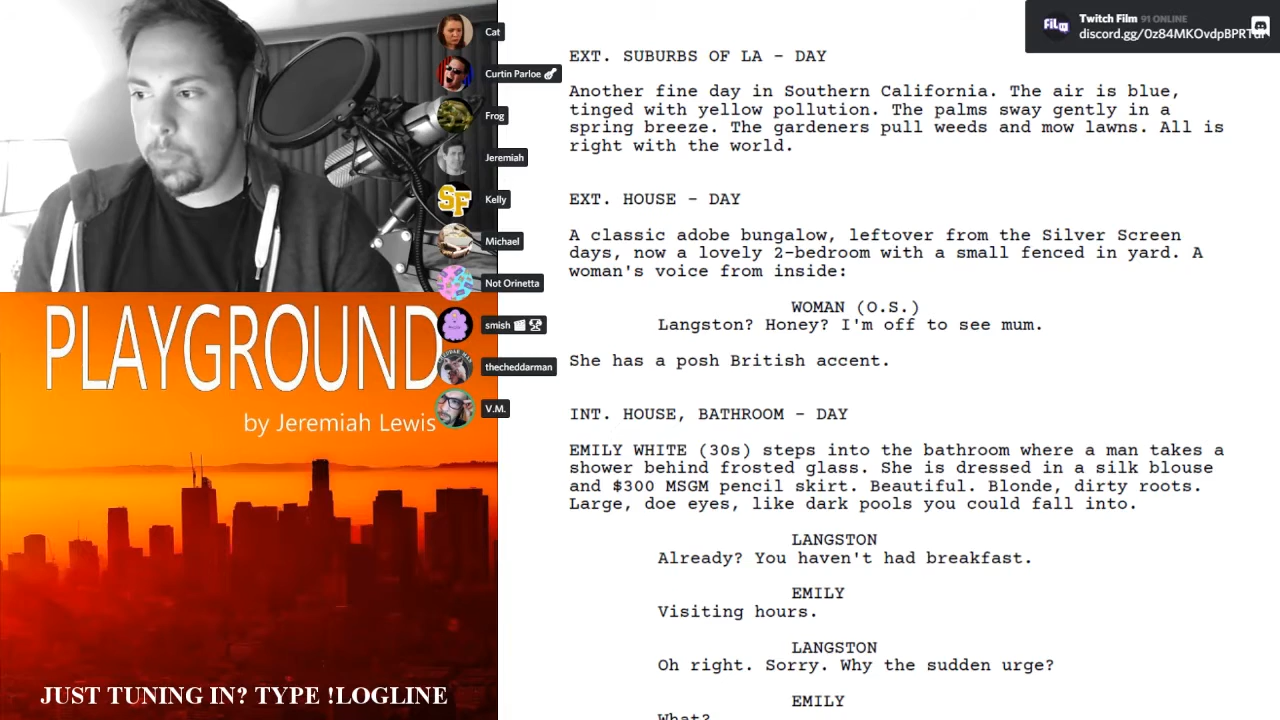 Cat
Curtin Parloe
Frog
Jeremiah
Kelly
SF
Michael
Not Orinetta
smish
thecheddarman
V.M.
PLAYGROUND
by Jeremiah Lewis
JUST TUNING IN? TYPE !LOGLINE
Twitch Film 91 ONLINE
EXT. SUBURBS OF LA - DAY
Another fine day in Southern California. The air is blue,
tinged with yellow pollution. The palms sway gently in a
spring breeze. The gardeners pull weeds and mow lawns. All is
right with the world.
EXT. HOUSE - DAY
A classic adobe bungalow, leftover from the Silver Screen
days, now a lovely 2-bedroom with a small fenced in yard. A
woman's voice from inside:
WOMAN (O.S.)
Langston? Honey? I'm off to see mum.
She has a posh British accent.
INT. HOUSE, BATHROOM - DAY
EMILY WHITE (30s) steps into the bathroom where a man takes a
shower behind frosted glass. She is dressed in a silk blouse
and $300 MSGM pencil skirt. Beautiful. Blonde, dirty roots.
Large, doe eyes, like dark pools you could fall into.
LANGSTON
Already? You haven't had breakfast.
EMILY
Visiting hours.
LANGSTON
Oh right. Sorry. Why the sudden urge?
EMILY
What?